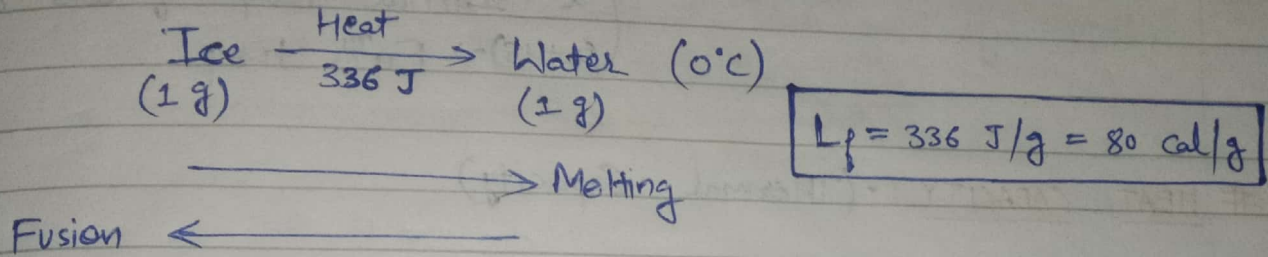 Ice Heat 336 J Water (0°C)
(1 g) (1 g)
Lf = 336 J/g = 80 cal/g
Melting
Fusion